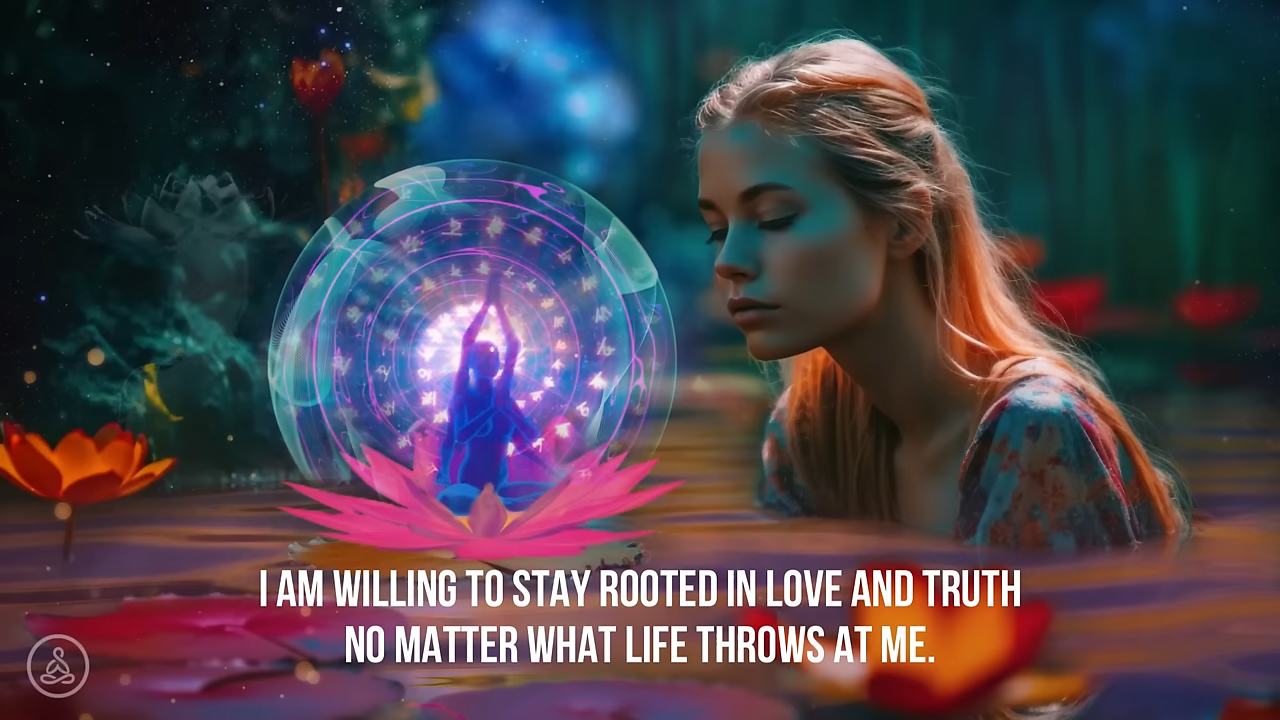 I AM WILLING TO STAY ROOTED IN LOVE AND TRUTH
NO MATTER WHAT LIFE THROWS AT ME.